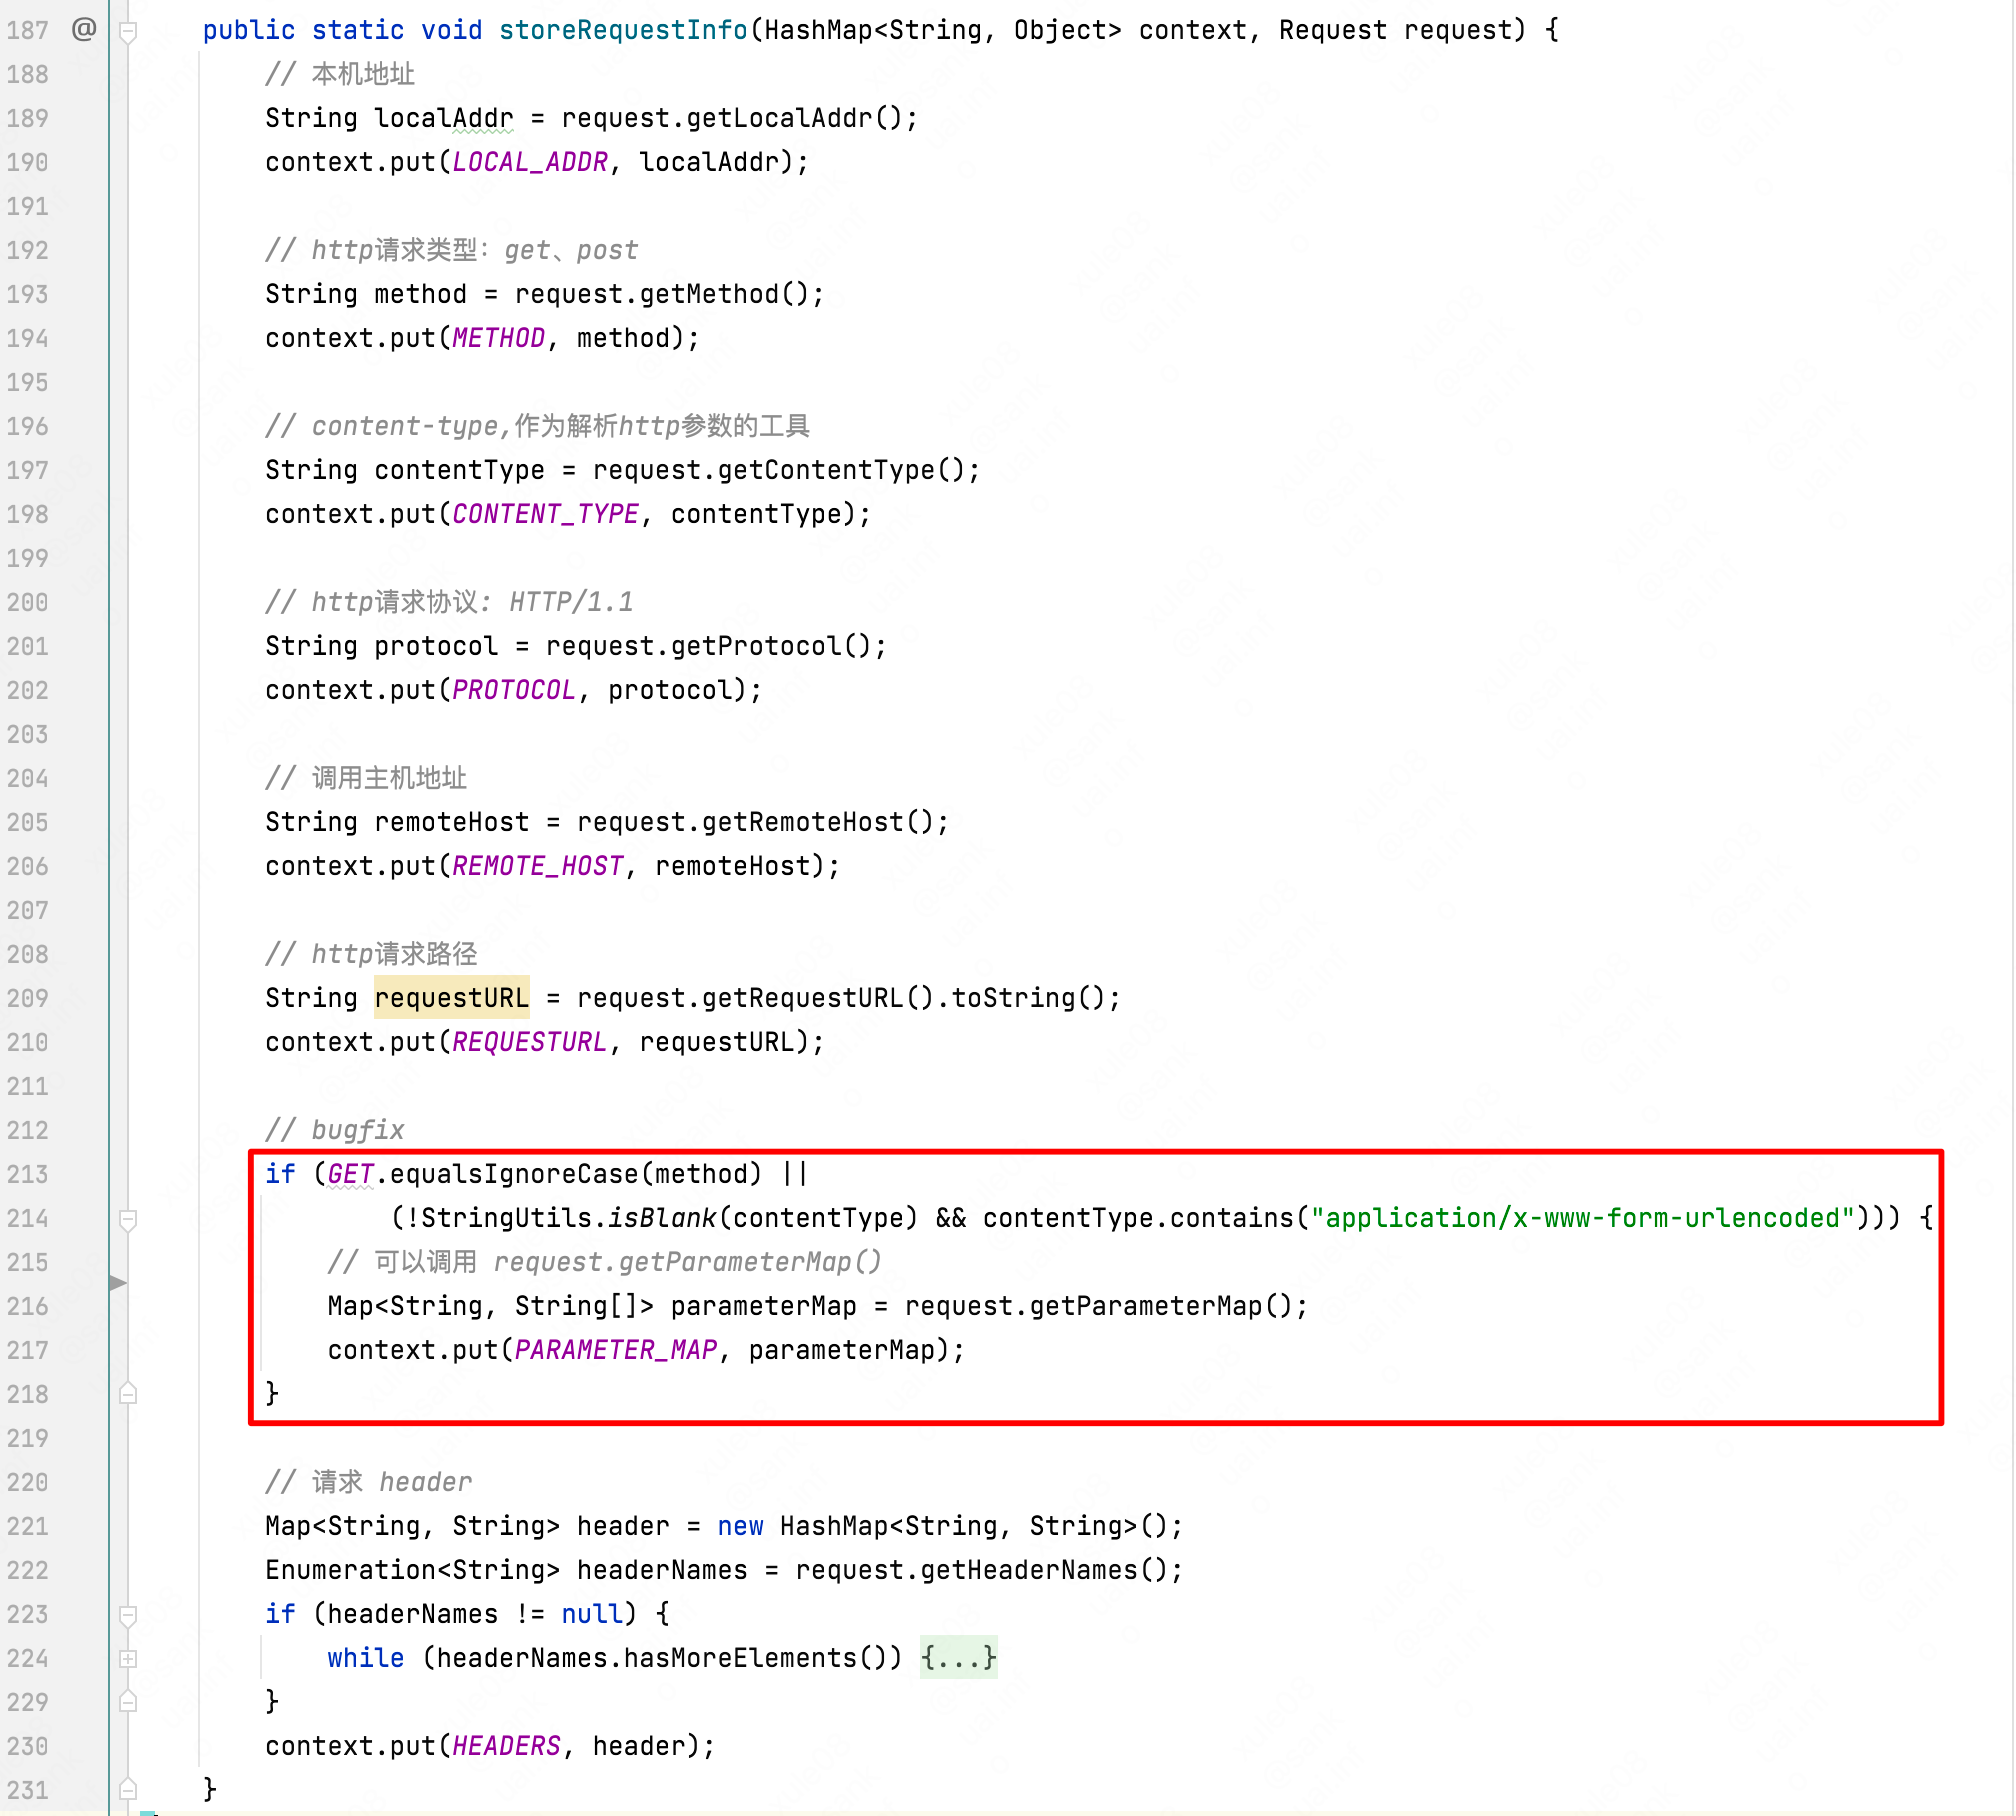 187 @ public static void storeRequestInfo(HashMap<String, Object> context, Request request) {
188 // 本机地址
189 String localAddr = request.getLocalAddr();
190 context.put(LOCAL_ADDR, localAddr);
191
192 // http请求类型：get、post
193 String method = request.getMethod();
194 context.put(METHOD, method);
195
196 // content-type,作为解析http参数的工具
197 String contentType = request.getContentType();
198 context.put(CONTENT_TYPE, contentType);
199
200 // http请求协议: HTTP/1.1
201 String protocol = request.getProtocol();
202 context.put(PROTOCOL, protocol);
203
204 // 调用主机地址
205 String remoteHost = request.getRemoteHost();
206 context.put(REMOTE_HOST, remoteHost);
207
208 // http请求路径
209 String requestURL = request.getRequestURL().toString();
210 context.put(REQUESTURL, requestURL);
211
212 // bugfix
213 if (GET.equalsIgnoreCase(method) ||
214 (!StringUtils.isBlank(contentType) && contentType.contains("application/x-www-form-urlencoded"))) {
215 // 可以调用 request.getParameterMap()
216 Map<String, String[]> parameterMap = request.getParameterMap();
217 context.put(PARAMETER_MAP, parameterMap);
218 }
219
220 // 请求 header
221 Map<String, String> header = new HashMap<String, String>();
222 Enumeration<String> headerNames = request.getHeaderNames();
223 if (headerNames != null) {
224 while (headerNames.hasMoreElements()) {...}
229 }
230 context.put(HEADERS, header);
231 }